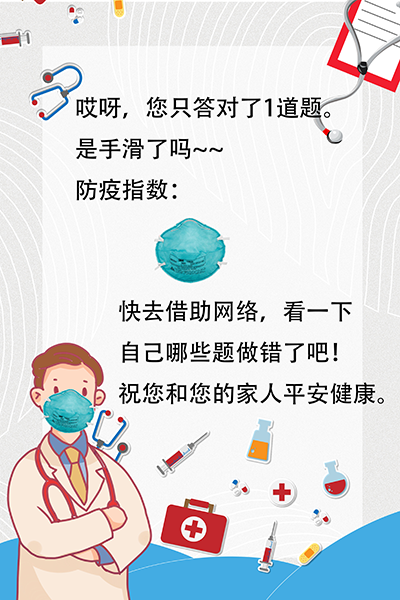 哎呀，您只答对了1道题。
是手滑了吗~~
防疫指数：
快去借助网络，看一下
自己哪些题做错了吧！
祝您和您的家人平安健康。